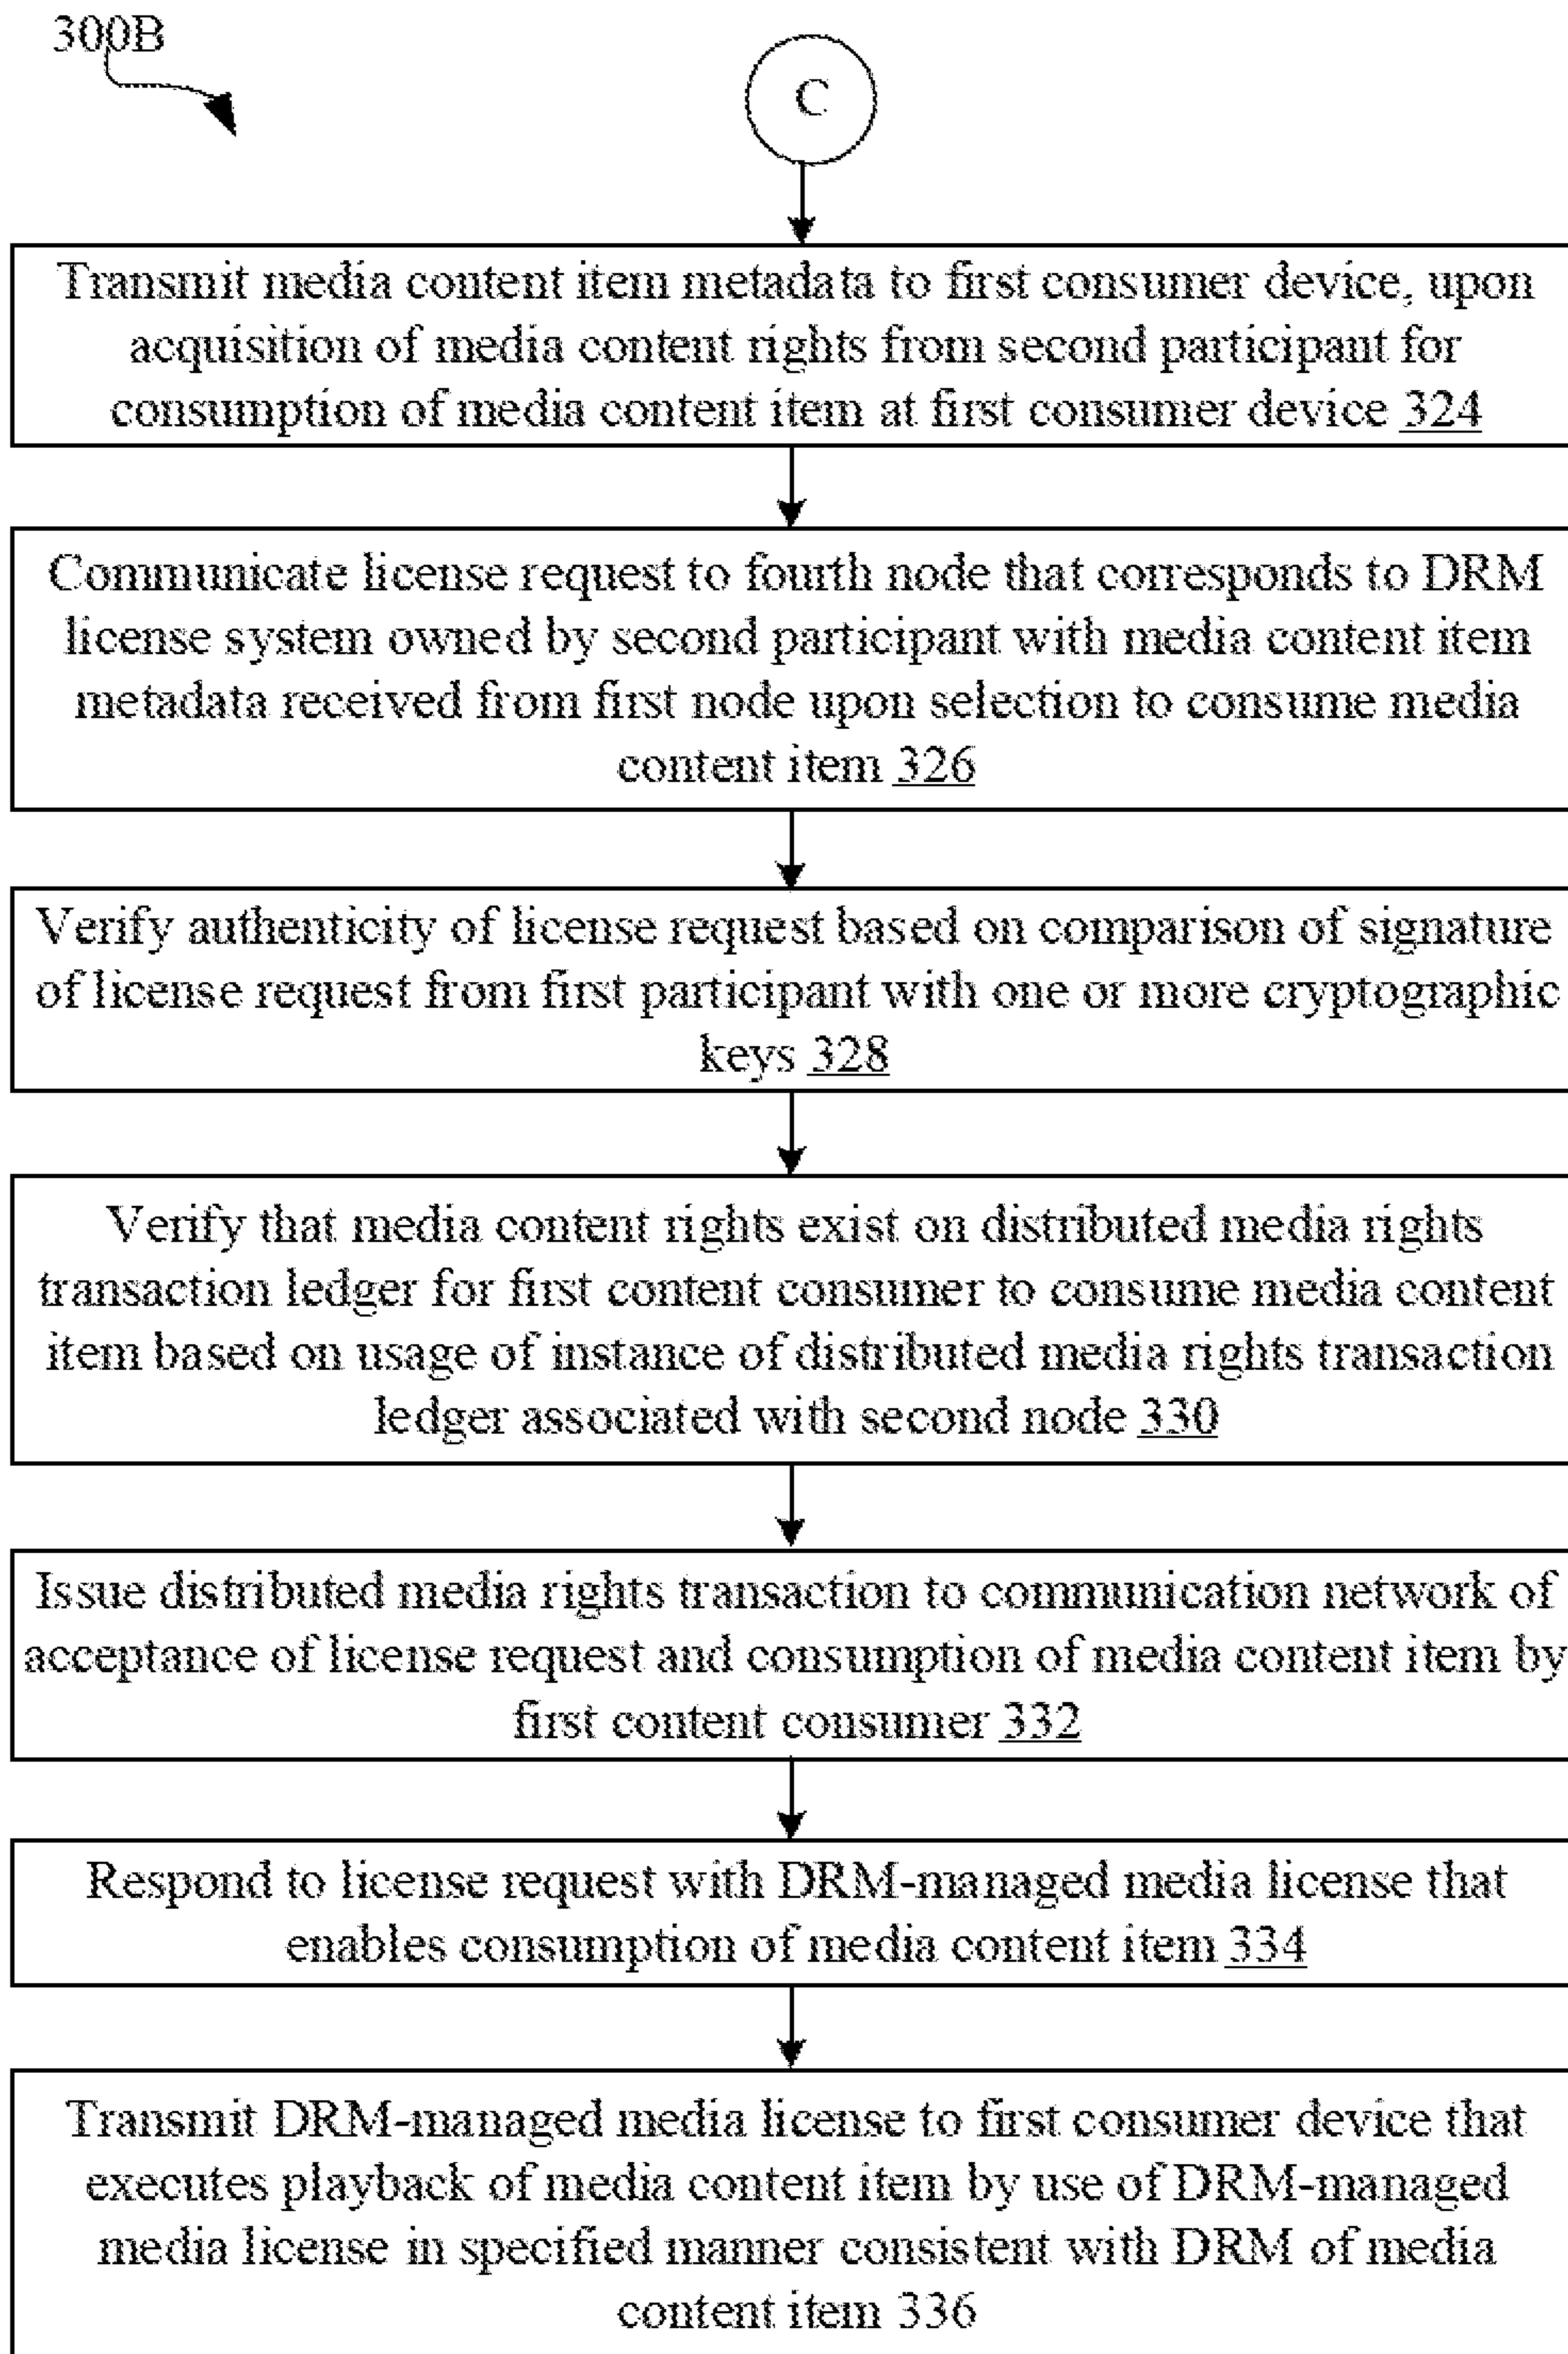 300B
C
Transmit media content item metadata to first consumer device, upon
acquisition of media content rights from second participant for
consumption of media content item at first consumer device 324
Communicate license request to fourth node that corresponds to DRM
license system owned by second participant with media content item
metadata received from first node upon selection to consume media
content item 326
Verify authenticity of license request based on comparison of signature
of license request from first participant with one or more cryptographic
keys 328
Verify that media content rights exist on distributed media rights
transaction ledger for first content consumer to consume media content
item based on usage of instance of distributed media rights transaction
ledger associated with second node 330
Issue distributed media rights transaction to communication network of
acceptance of license request and consumption of media content item by
first content consumer 332
Respond to license request with DRM-managed media license that
enables consumption of media content item 334
Transmit DRM-managed media license to first consumer device that
executes playback of media content item by use of DRM-managed
media license in specified manner consistent with DRM of media
content item 336